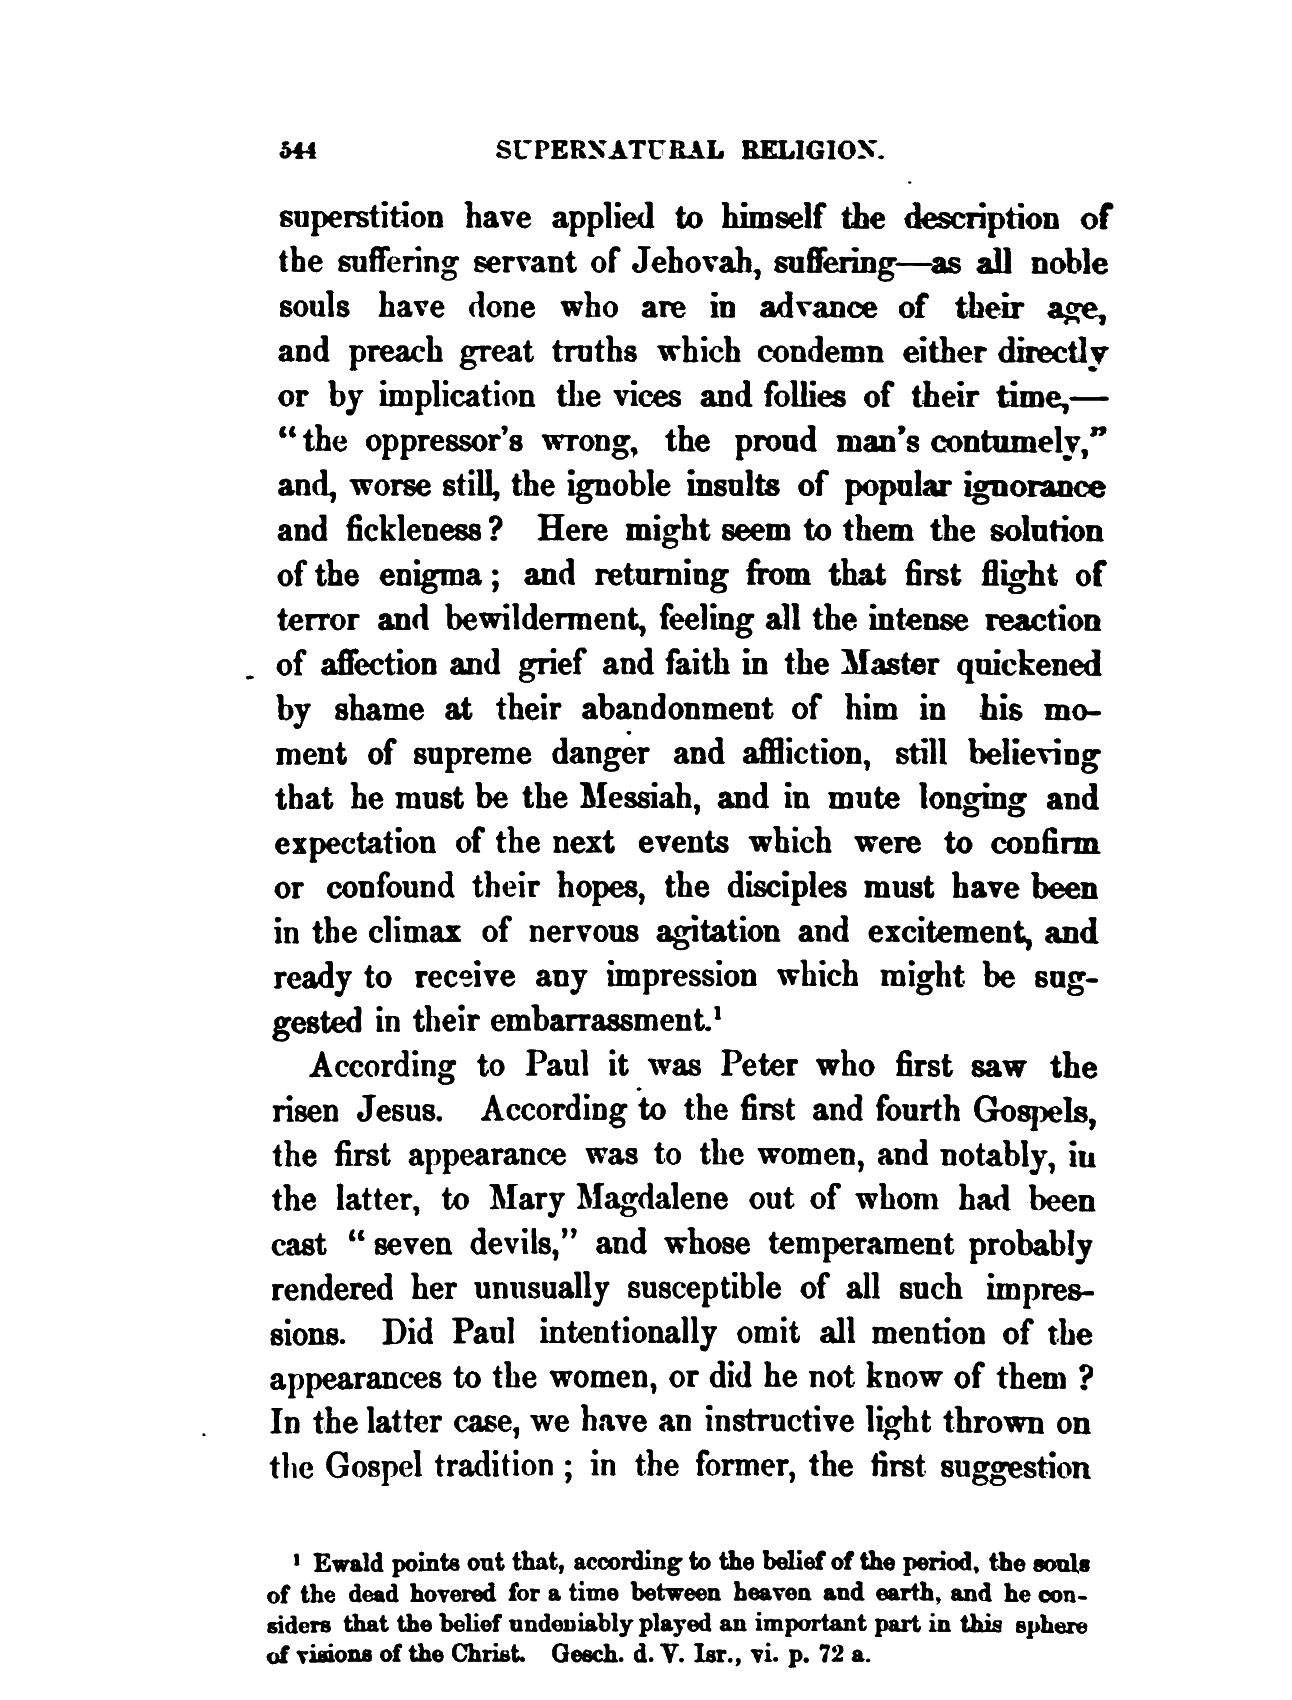 544 SUPERNATURAL RELIGION.
superstition have applied to himself the description of
the suffering servant of Jehovah, suffering—as all noble
souls have done who are in advance of their age,
and preach great truths which condemn either directly
or by implication the vices and follies of their time,—
“the oppressor's wrong, the proud man's contumely,”
and, worse still, the ignoble insults of popular ignorance
and fickleness? Here might seem to them the solution
of the enigma; and returning from that first flight of
terror and bewilderment, feeling all the intense reaction
of affection and grief and faith in the Master quickened
by shame at their abandonment of him in his mo-
ment of supreme danger and affliction, still believing
that he must be the Messiah, and in mute longing and
expectation of the next events which were to confirm
or confound their hopes, the disciples must have been
in the climax of nervous agitation and excitement, and
ready to receive any impression which might be sug-
gested in their embarrassment.¹
According to Paul it was Peter who first saw the
risen Jesus. According to the first and fourth Gospels,
the first appearance was to the women, and notably, in
the latter, to Mary Magdalene out of whom had been
cast “seven devils,” and whose temperament probably
rendered her unusually susceptible of all such impres-
sions. Did Paul intentionally omit all mention of the
appearances to the women, or did he not know of them?
In the latter case, we have an instructive light thrown on
the Gospel tradition; in the former, the first suggestion
¹ Ewald points out that, according to the belief of the period, the souls
of the dead hovered for a time between heaven and earth, and he con-
siders that the belief undeniably played an important part in this sphere
of visions of the Christ. Gesch. d. V. Isr., vi. p. 72 a.